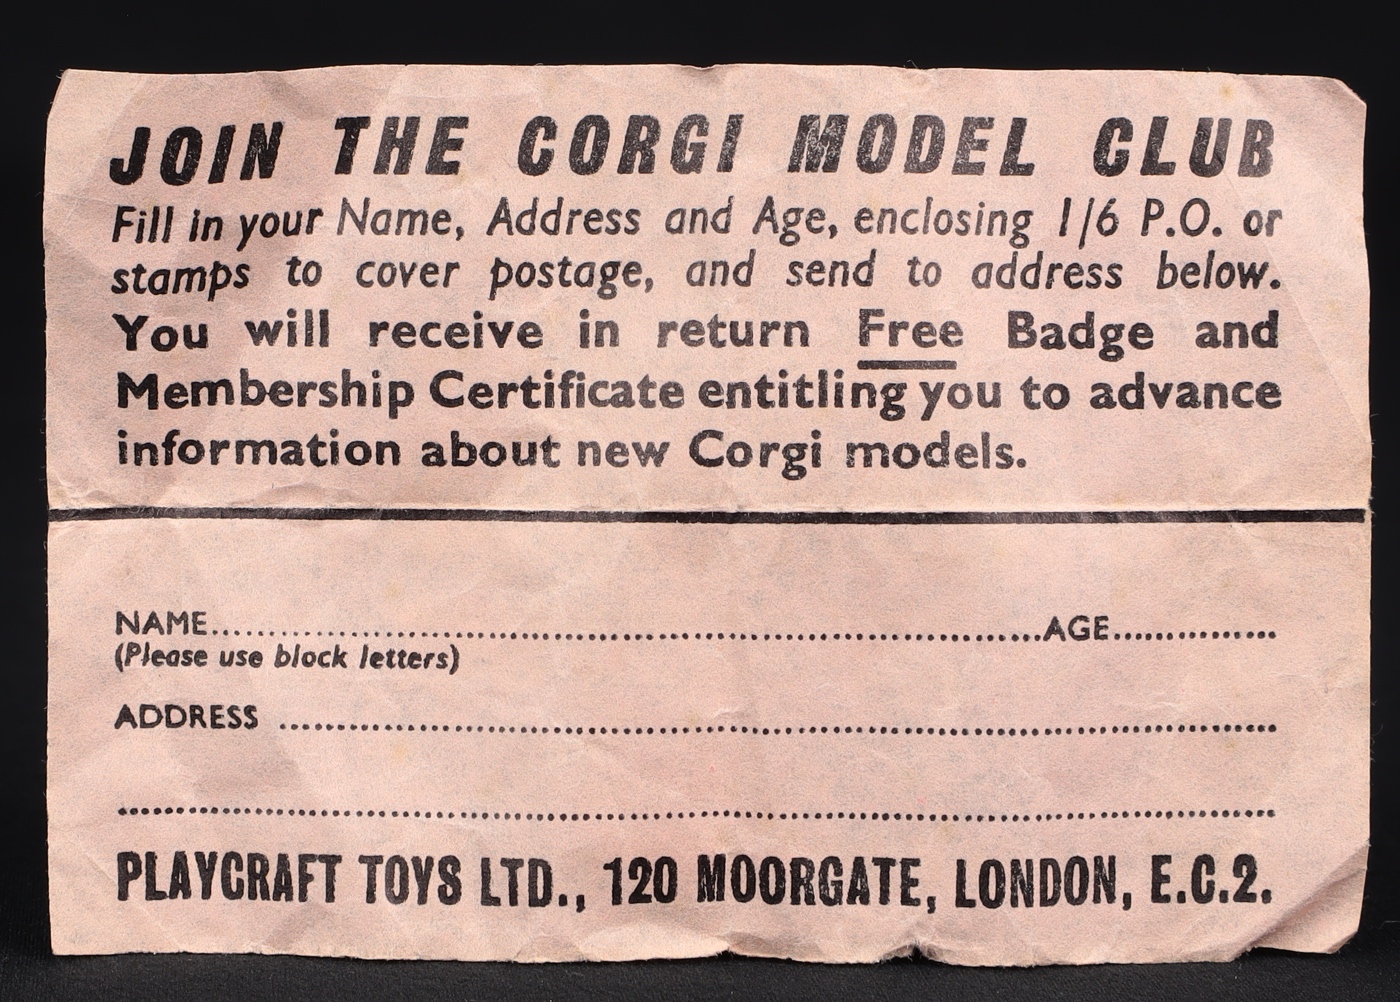 JOIN THE CORGI MODEL CLUB
Fill in your Name, Address and Age, enclosing 1/6 P.O. or
stamps to cover postage, and send to address below.
You will receive in return Free Badge and
Membership Certificate entitling you to advance
information about new Corgi models.
NAME.......................................................AGE...............
(Please use block letters)
ADDRESS ...............................................................................
...............................................................................
PLAYCRAFT TOYS LTD., 120 MOORGATE, LONDON, E.C.2.